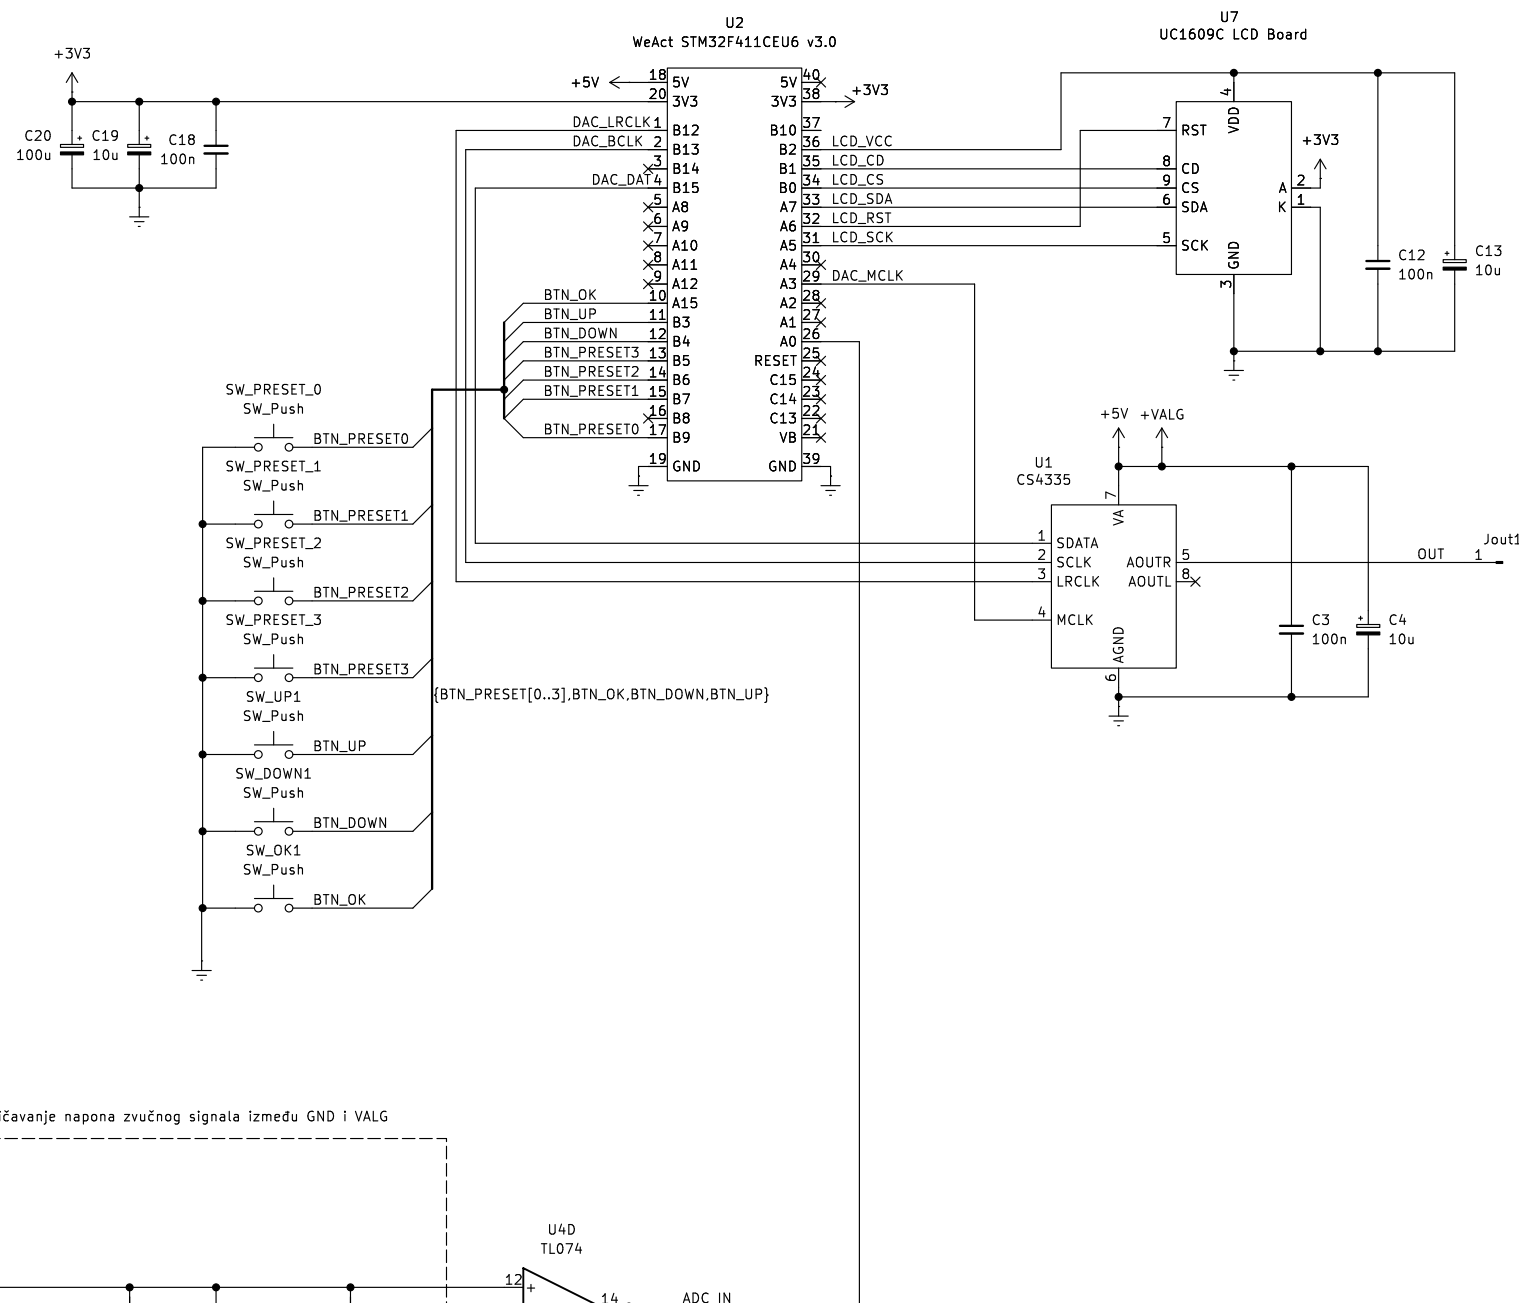 U2
WeAct STM32F411CEU6 v3.0
U7
UC1609C LCD Board
+3V3
C20
100u
+
C19
10u
+
C18
100n
+5V
18
5V
20
3V3
DAC_LRCLK
1
B12
DAC_BCLK
2
B13
3
B14
DAC_DAT
4
B15
5
A8
6
A9
7
A10
8
A11
9
A12
BTN_OK
10
A15
BTN_UP
11
B3
BTN_DOWN
12
B4
BTN_PRESET3
13
B5
BTN_PRESET2
14
B6
BTN_PRESET1
15
B7
16
B8
BTN_PRESET0
17
B9
19
GND
5V
40
3V3
38
+3V3
B10
37
B2
36
LCD_VCC
B1
35
LCD_CD
B0
34
LCD_CS
A7
33
LCD_SDA
A6
32
LCD_RST
A5
31
LCD_SCK
A4
30
A3
29
DAC_MCLK
A2
28
A1
27
A0
26
RESET
25
C15
24
C14
23
C13
22
VB
21
GND
39
4
VDD
7
RST
8
CD
9
CS
6
SDA
5
SCK
GND
3
A
2
K
1
+3V3
C12
100n
+
C13
10u
SW_PRESET_0
SW_Push
BTN_PRESET0
SW_PRESET_1
SW_Push
BTN_PRESET1
SW_PRESET_2
SW_Push
BTN_PRESET2
SW_PRESET_3
SW_Push
BTN_PRESET3
SW_UP1
SW_Push
BTN_UP
SW_DOWN1
SW_Push
BTN_DOWN
SW_OK1
SW_Push
BTN_OK
{BTN_PRESET[0..3],BTN_OK,BTN_DOWN,BTN_UP}
+5V
+VALG
U1
CS4335
7
VA
1
SDATA
2
SCLK
3
LRCLK
4
MCLK
AOUTR
5
AOUTL
8
AGND
6
OUT
1
Jout1
C3
100n
+
C4
10u
ičavanje napona zvučnog signala između GND i VALG
U4D
TL074
12
+
14
ADC_IN